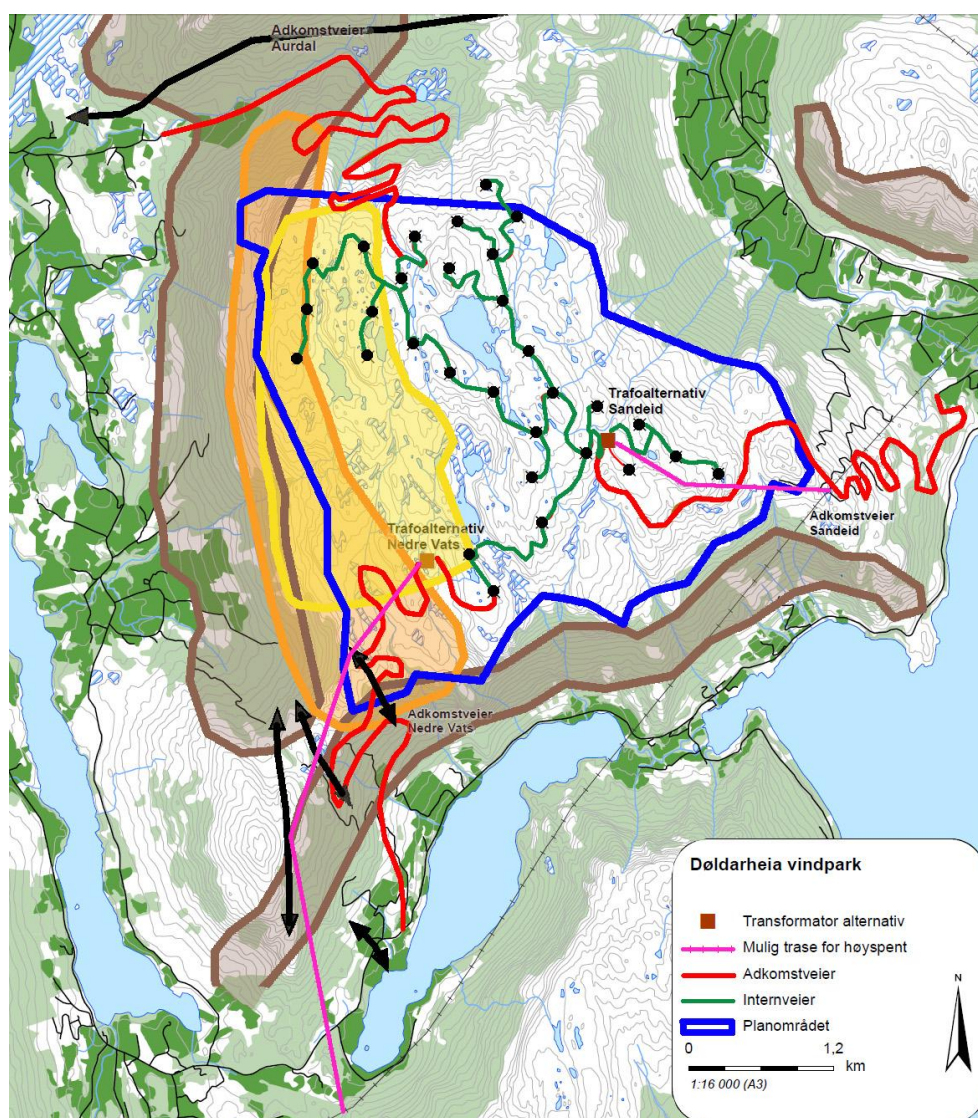 Adkomstveier
Aurdal
Trafoalternativ
Sandeid
Adkomstveier
Sandeid
Trafoalternativ
Nedre Vats
Adkomstveier
Nedre Vats
Døldarheia vindpark
Transformator alternativ
Mulig trase for høyspent
Adkomstveier
Internveier
Planområdet
0 1,2
km
1:16 000 (A3)
N